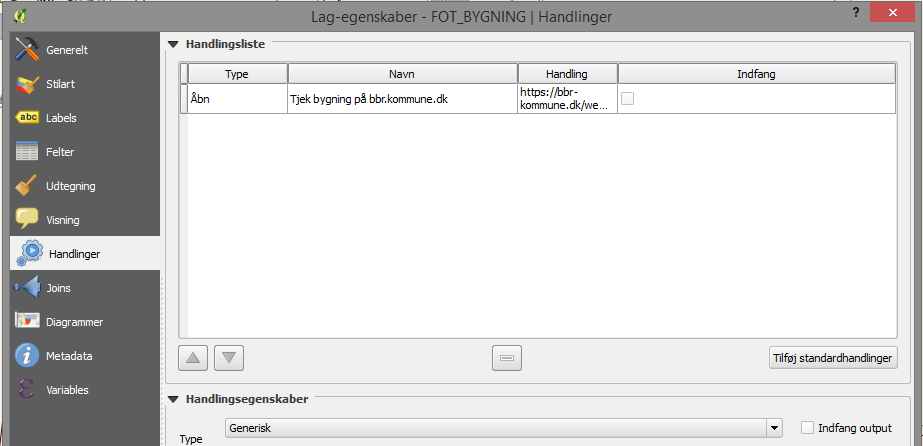 Lag-egenskaber - FOT_BYGNING | Handlinger
?
x
Generelt
Stilart
abc Labels
Felter
Udtegning
Visning
Handlinger
Joins
Diagrammer
i Metadata
ε Variables
Handlingsliste
Type Navn Handling Indfang
Åbn Tjek bygning på bbr.kommune.dk https://bbr-
kommune.dk/we...
Tilføj standardhandlinger
Handlingsegenskaber
Type Generisk Indfang output